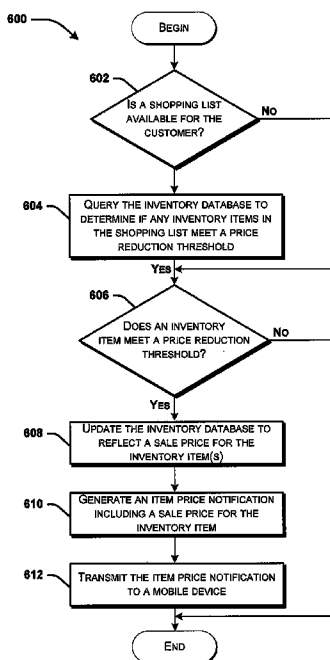 600
BEGIN
602
IS A SHOPPING LIST
AVAILABLE FOR THE
CUSTOMER?
NO
604
QUERY THE INVENTORY DATABASE TO
DETERMINE IF ANY INVENTORY ITEMS IN
THE SHOPPING LIST MEET A PRICE
REDUCTION THRESHOLD
YES
606
DOES AN INVENTORY
ITEM MEET A PRICE REDUCTION
THRESHOLD?
NO
YES
608
UPDATE THE INVENTORY DATABASE TO
REFLECT A SALE PRICE FOR THE
INVENTORY ITEM(S)
610
GENERATE AN ITEM PRICE NOTIFICATION
INCLUDING A SALE PRICE FOR THE
INVENTORY ITEM
612
TRANSMIT THE ITEM PRICE NOTIFICATION
TO A MOBILE DEVICE
END